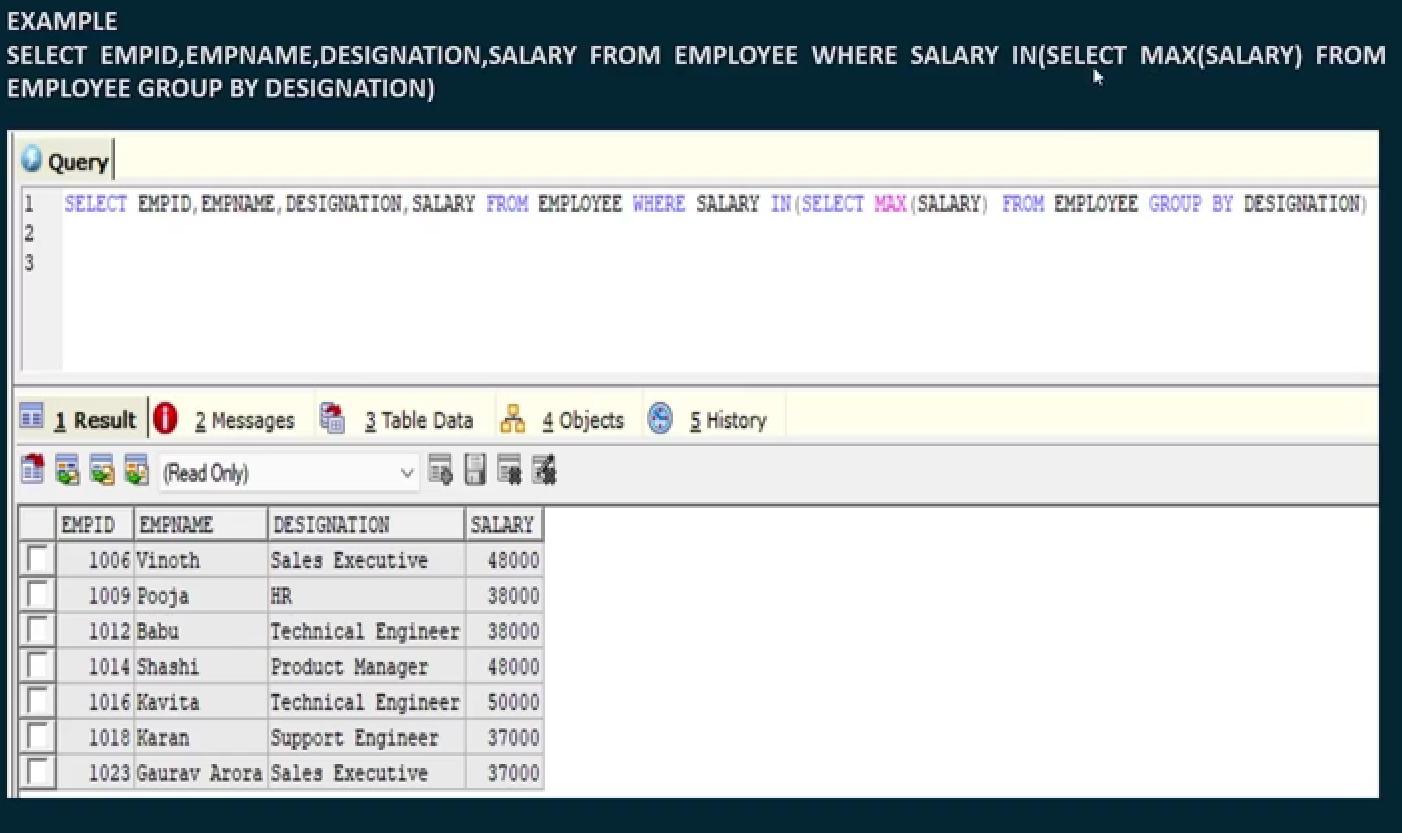 EXAMPLE
SELECT EMPID,EMPNAME,DESIGNATION,SALARY FROM EMPLOYEE WHERE SALARY IN(SELECT MAX(SALARY) FROM
EMPLOYEE GROUP BY DESIGNATION)
Query
1 SELECT EMPID,EMPNAME,DESIGNATION,SALARY FROM EMPLOYEE WHERE SALARY IN(SELECT MAX(SALARY) FROM EMPLOYEE GROUP BY DESIGNATION)
2
3
1 Result 2 Messages 3 Table Data 4 Objects 5 History
(Read Only)
EMPID EMPNAME DESIGNATION SALARY
1006 Vinoth Sales Executive 48000
1009 Pooja HR 38000
1012 Babu Technical Engineer 38000
1014 Shashi Product Manager 48000
1016 Kavita Technical Engineer 50000
1018 Karan Support Engineer 37000
1023 Gaurav Arora Sales Executive 37000